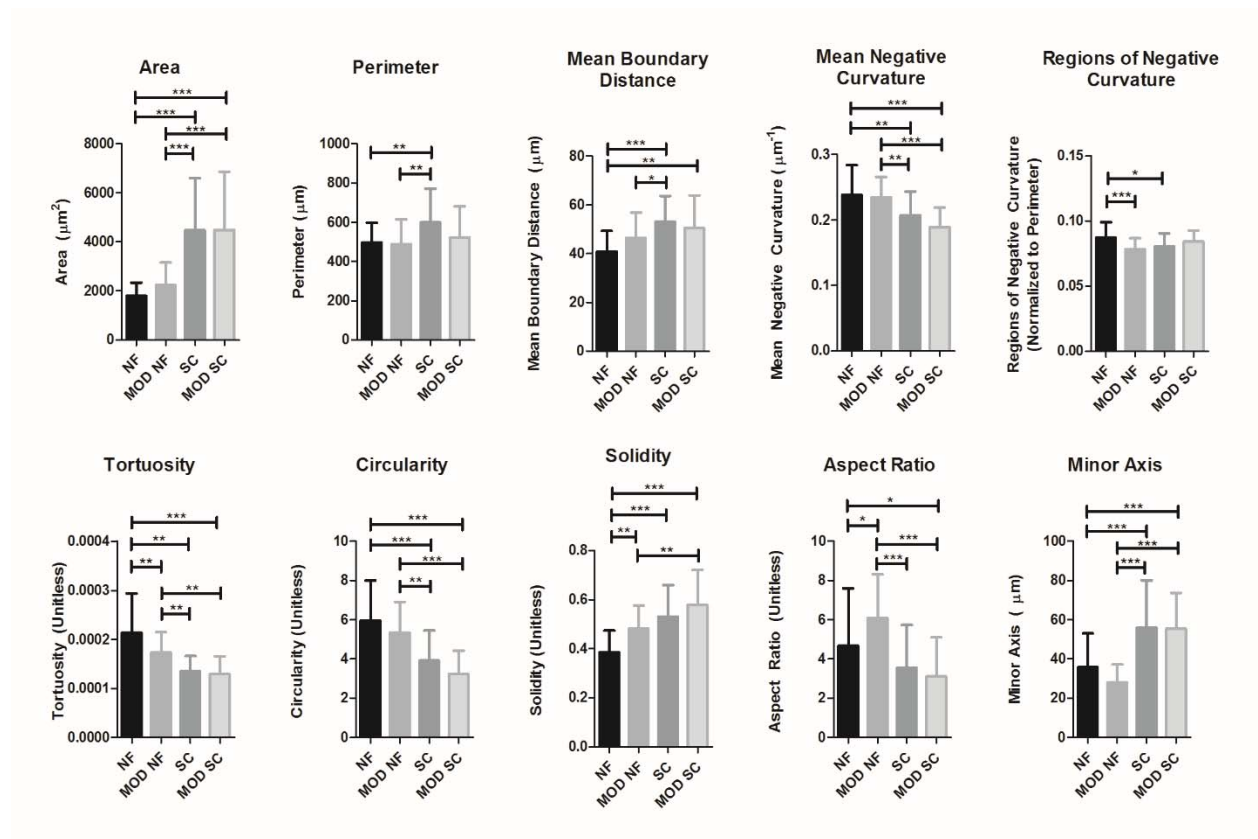 Area
***
***
***
***
Area (μm²)
8000
6000
4000
2000
0
NF
MOD NF
SC
MOD SC
Perimeter
**
**
Perimeter (μm)
1000
800
600
400
200
0
NF
MOD NF
SC
MOD SC
Mean Boundary
Distance
***
**
*
Mean Boundary Distance (μm)
80
60
40
20
0
NF
MOD NF
SC
MOD SC
Mean Negative
Curvature
***
**
***
**
Mean Negative Curvature (μm⁻¹)
0.3
0.2
0.1
0.0
NF
MOD NF
SC
MOD SC
Regions of Negative
Curvature
*
***
Regions of Negative Curvature
(Normalized to Perimeter)
0.15
0.10
0.05
0.00
NF
MOD NF
SC
MOD SC
Tortuosity
***
**
**
**
**
Tortuosity (Unitless)
0.0004
0.0003
0.0002
0.0001
0.0000
NF
MOD NF
SC
MOD SC
Circularity
***
***
***
**
Circularity (Unitless)
10
8
6
4
2
0
NF
MOD NF
SC
MOD SC
Solidity
***
***
**
**
Solidity (Unitless)
0.8
0.6
0.4
0.2
0.0
NF
MOD NF
SC
MOD SC
Aspect Ratio
*
*
***
***
Aspect Ratio (Unitless)
10
8
6
4
2
0
NF
MOD NF
SC
MOD SC
Minor Axis
***
***
***
***
Minor Axis ( μm)
100
80
60
40
20
0
NF
MOD NF
SC
MOD SC